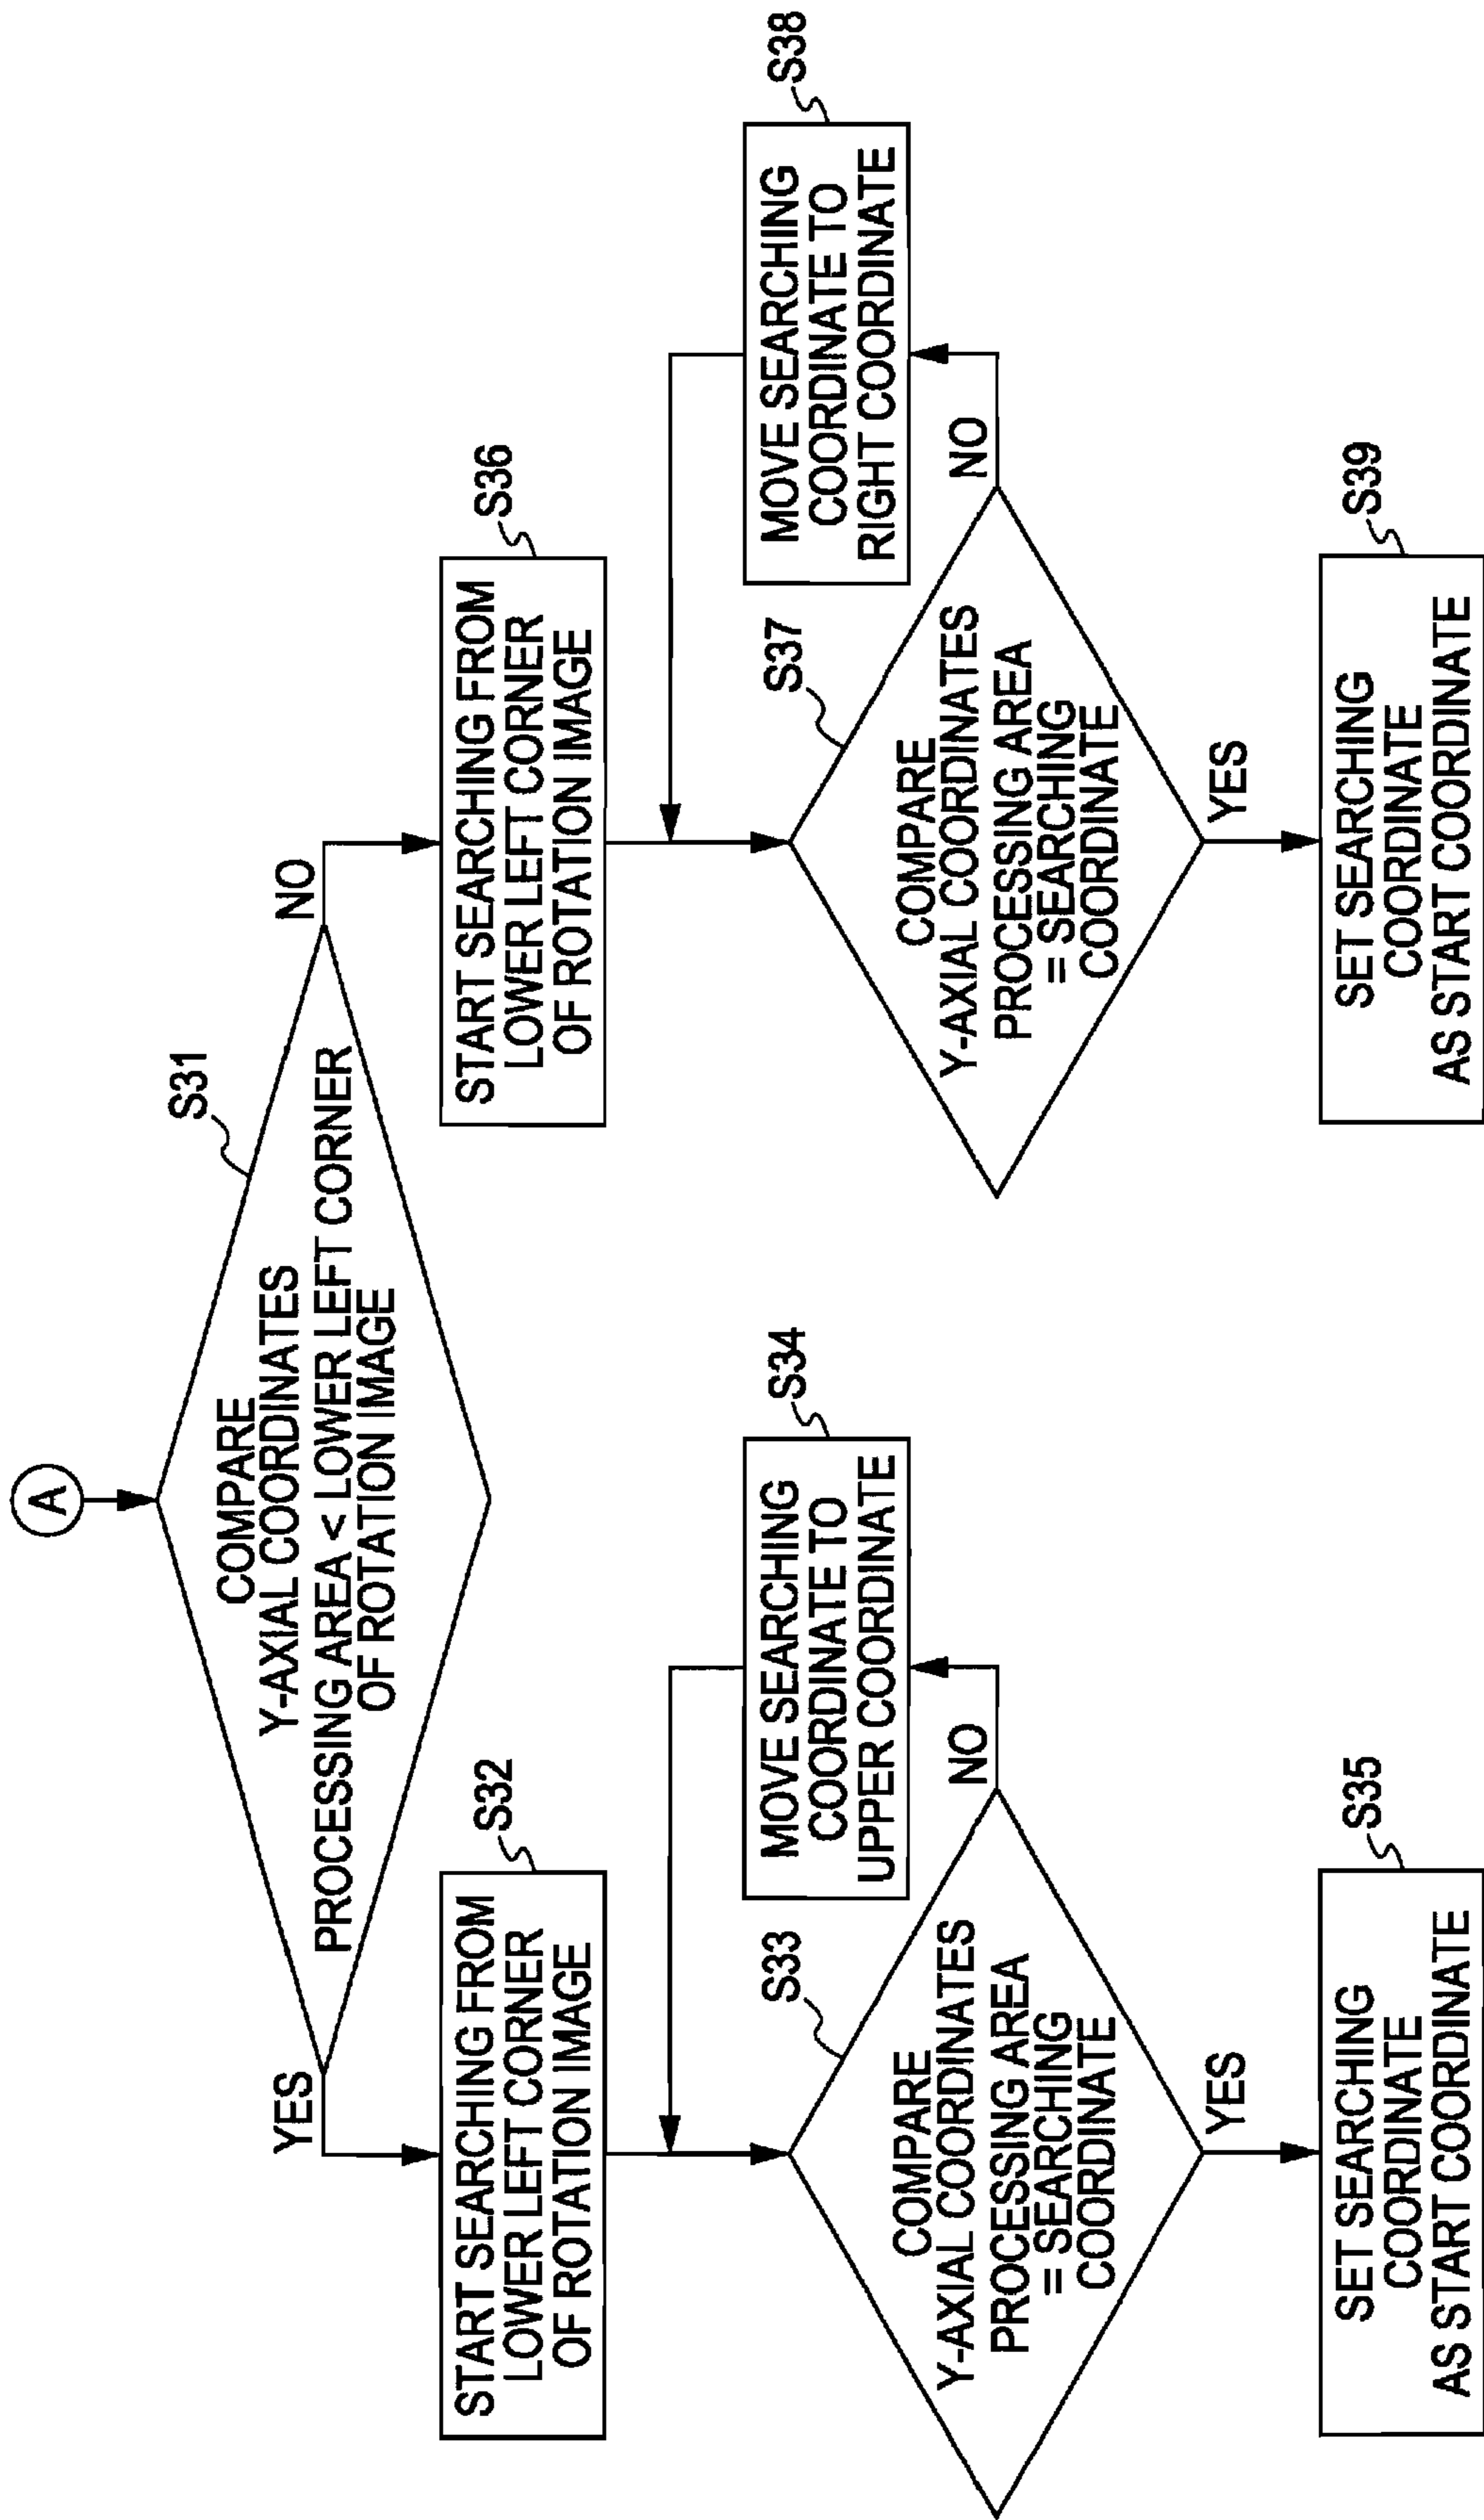 A
S31
COMPARE
Y-AXIAL COORDINATES
PROCESSING AREA < LOWER LEFT CORNER
OF ROTATION IMAGE
YES
NO
S32
START SEARCHING FROM
LOWER LEFT CORNER
OF ROTATION IMAGE
S36
START SEARCHING FROM
LOWER LEFT CORNER
OF ROTATION IMAGE
S33
COMPARE
Y-AXIAL COORDINATES
PROCESSING AREA
= SEARCHING
COORDINATE
NO
S34
MOVE SEARCHING
COORDINATE TO
UPPER COORDINATE
S37
COMPARE
Y-AXIAL COORDINATES
PROCESSING AREA
= SEARCHING
COORDINATE
NO
S38
MOVE SEARCHING
COORDINATE TO
RIGHT COORDINATE
YES
S35
SET SEARCHING
COORDINATE
AS START COORDINATE
YES
S39
SET SEARCHING
COORDINATE
AS START COORDINATE